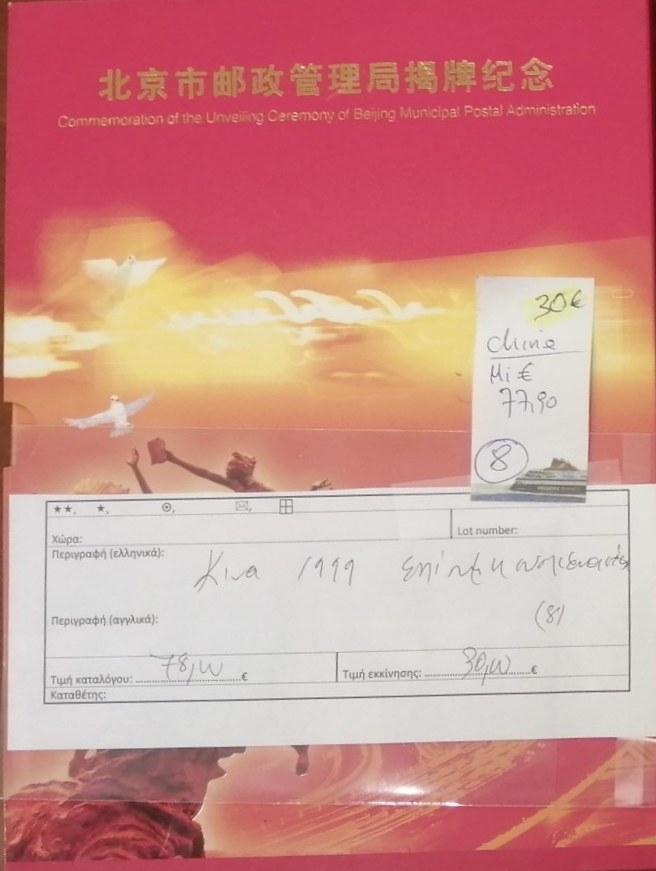 北京市邮政管理局揭牌纪念
Commemoration of the Unveiling Ceremony of Beijing Municipal Postal Administration
30€
China
Mi €
77,90
8
★★, ★,
Χώρα:
Lot number:
Περιγραφή (ελληνικά):
Κινα 1999
(8)
Περιγραφή (αγγλικά):
Τιμή καταλόγου: 78,00 €
Τιμή εκκίνησης: 30,00 €
Καταθέτης: